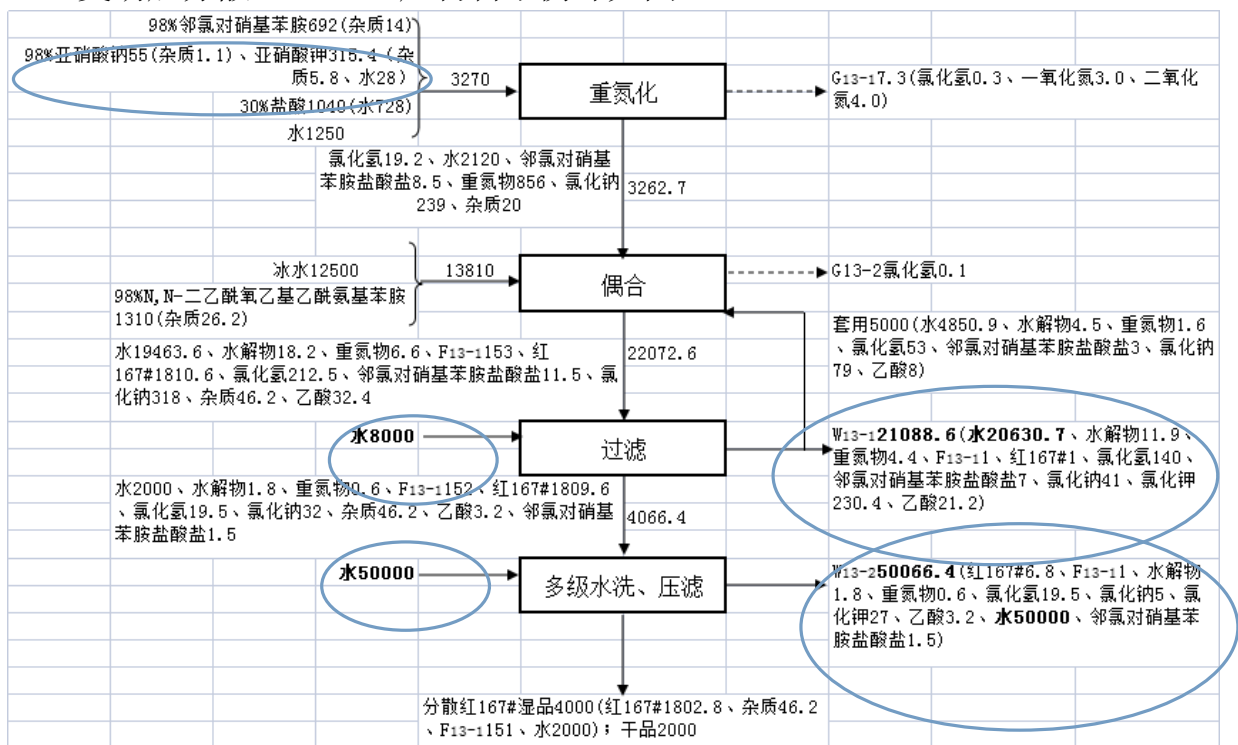 98%邻氯对硝基苯胺692(杂质14)
98%亚硝酸钠55(杂质1.1)、亚硝酸钾315.4(杂
质5.8、水28)
30%盐酸1040(水728)
水1250
3270
重氮化
G13-17.3(氯化氢0.3、一氧化氮3.0、二氧化
氮4.0)
氯化氢19.2、水2120、邻氯对硝基
苯胺盐酸盐8.5、重氮物856、氯化钠
239、杂质20
3262.7
冰水12500
98%N,N-二乙酰氧乙基乙酰氨基苯胺
1310(杂质26.2)
13810
偶合
G13-2氯化氢0.1
套用5000(水4850.9、水解物4.5、重氮物1.6
、氯化氢53、邻氯对硝基苯胺盐酸盐3、氯化钠
79、乙酸8)
水19463.6、水解物18.2、重氮物6.6、F13-1153、红
167#1810.6、氯化氢212.5、邻氯对硝基苯胺盐酸盐11.5、氯
化钠318、杂质46.2、乙酸32.4
22072.6
水8000
过滤
W13-121088.6(水20630.7、水解物11.9、
重氮物4.4、F13-11、红167#1、氯化氢140、
邻氯对硝基苯胺盐酸盐7、氯化钠41、氯化钾
230.4、乙酸21.2)
水2000、水解物1.8、重氮物0.6、F13-1152、红167#1809.6
、氯化氢19.5、氯化钠32、杂质46.2、乙酸3.2、邻氯对硝基
苯胺盐酸盐1.5
4066.4
水50000
多级水洗、压滤
W13-250066.4(红167#6.8、F13-11、水解物
1.8、重氮物0.6、氯化氢19.5、氯化钠5、氯
化钾27、乙酸3.2、水50000、邻氯对硝基苯
胺盐酸盐1.5)
分散红167#湿品4000(红167#1802.8、杂质46.2
、F13-1151、水2000)；干品2000